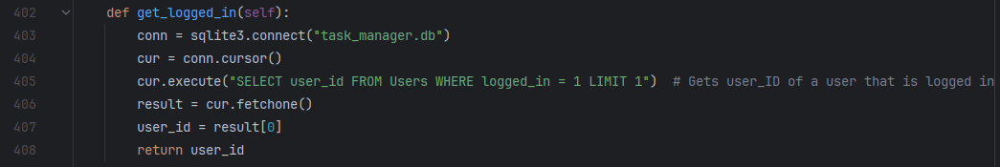 402 def get_logged_in(self):
403 conn = sqlite3.connect("task_manager.db")
404 cur = conn.cursor()
405 cur.execute("SELECT user_id FROM Users WHERE logged_in = 1 LIMIT 1")  # Gets user_ID of a user that is logged in
406 result = cur.fetchone()
407 user_id = result[0]
408 return user_id